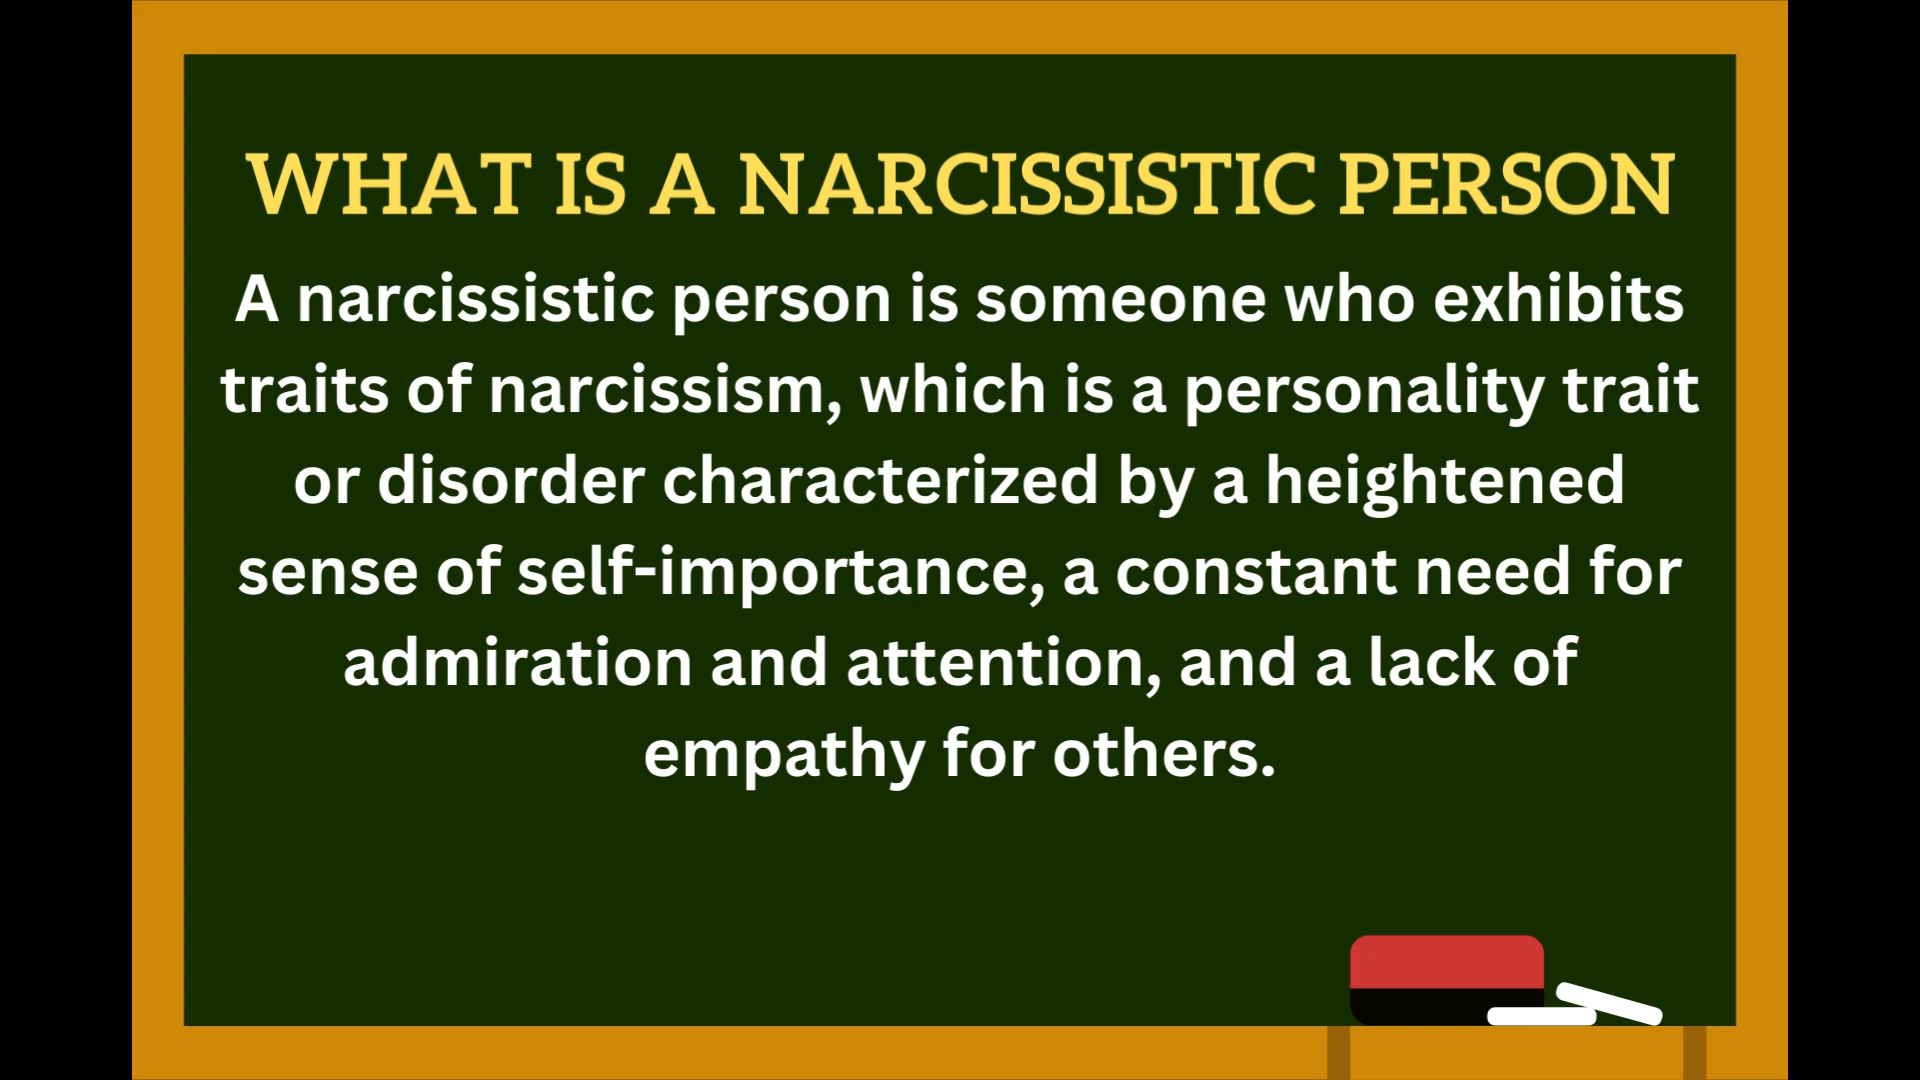 WHAT IS A NARCISSISTIC PERSON
A narcissistic person is someone who exhibits
traits of narcissism, which is a personality trait
or disorder characterized by a heightened
sense of self-importance, a constant need for
admiration and attention, and a lack of
empathy for others.